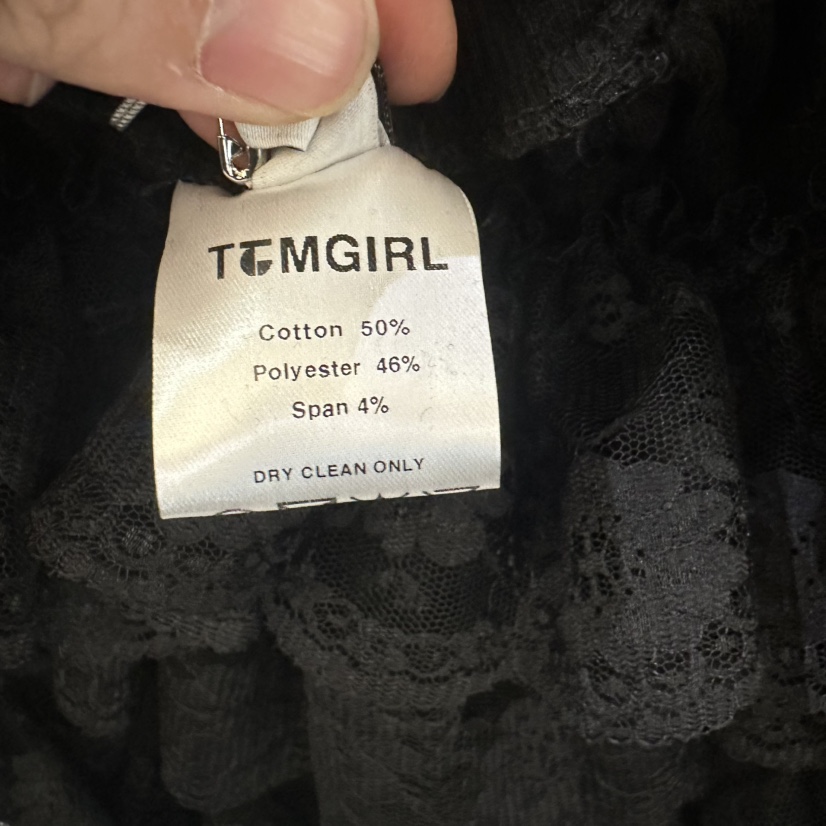 TGMGIRL
Cotton 50%
Polyester 46%
Span 4%
DRY CLEAN ONLY